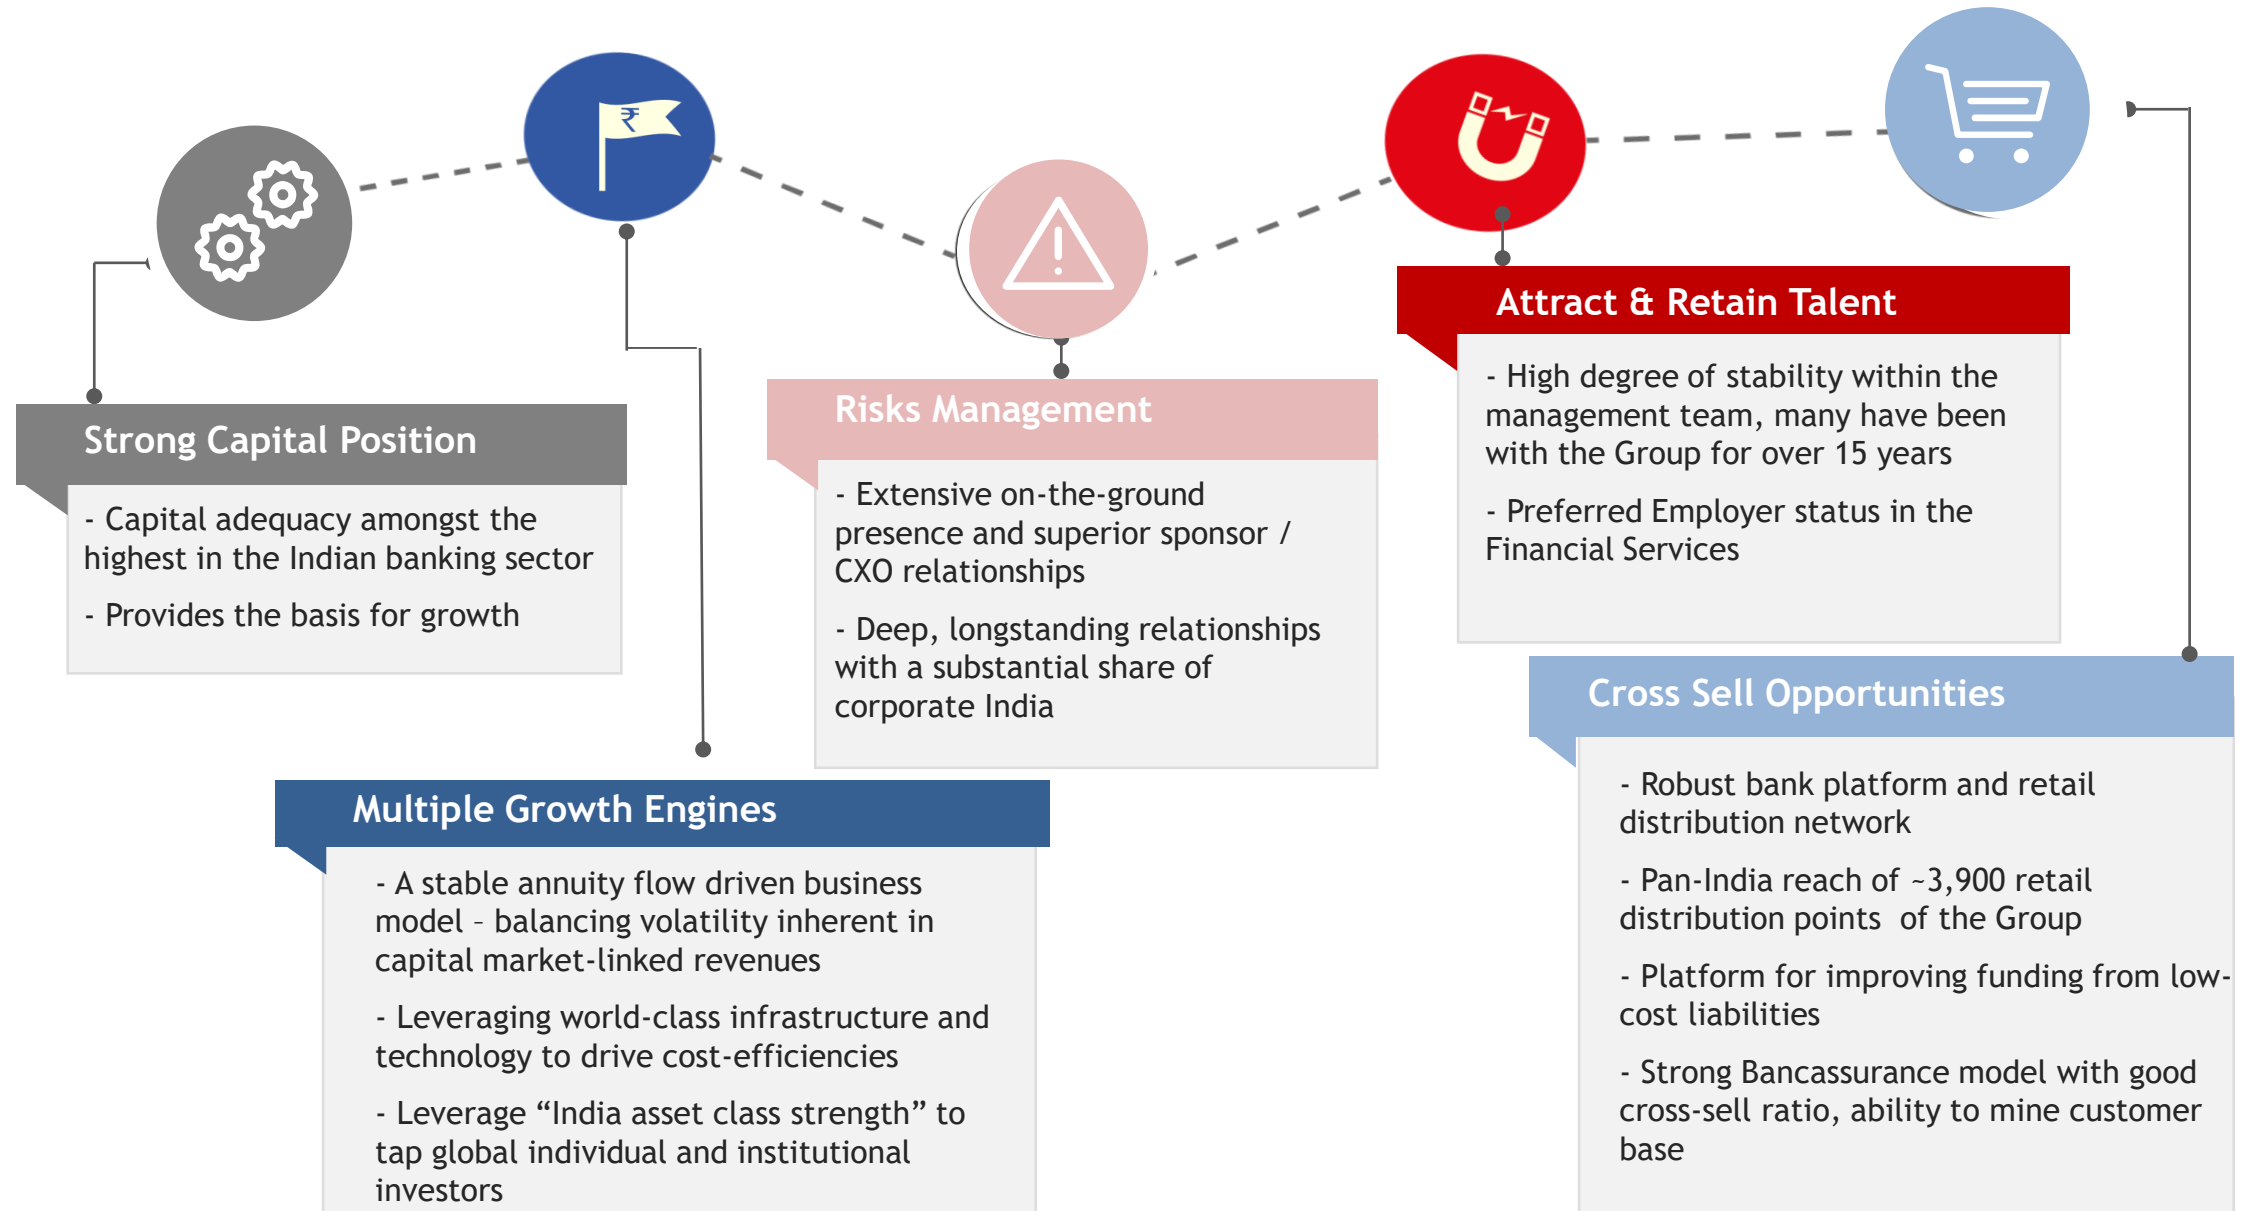 ₹
Strong Capital Position
- Capital adequacy amongst the
highest in the Indian banking sector
- Provides the basis for growth
Multiple Growth Engines
- A stable annuity flow driven business
model – balancing volatility inherent in
capital market-linked revenues
- Leveraging world-class infrastructure and
technology to drive cost-efficiencies
- Leverage “India asset class strength” to
tap global individual and institutional
investors
Risks Management
- Extensive on-the-ground
presence and superior sponsor /
CXO relationships
- Deep, longstanding relationships
with a substantial share of
corporate India
Attract & Retain Talent
- High degree of stability within the
management team, many have been
with the Group for over 15 years
- Preferred Employer status in the
Financial Services
Cross Sell Opportunities
- Robust bank platform and retail
distribution network
- Pan-India reach of ~3,900 retail
distribution points  of the Group
- Platform for improving funding from low-
cost liabilities
- Strong Bancassurance model with good
cross-sell ratio, ability to mine customer
base